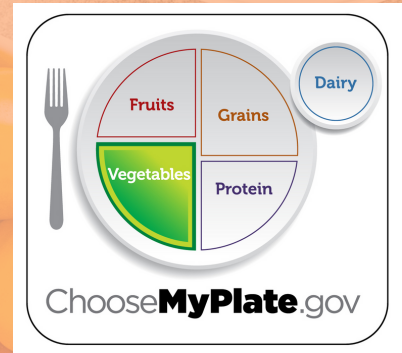 Fruits
Grains
Dairy
Vegetables
Protein
ChooseMyPlate.gov